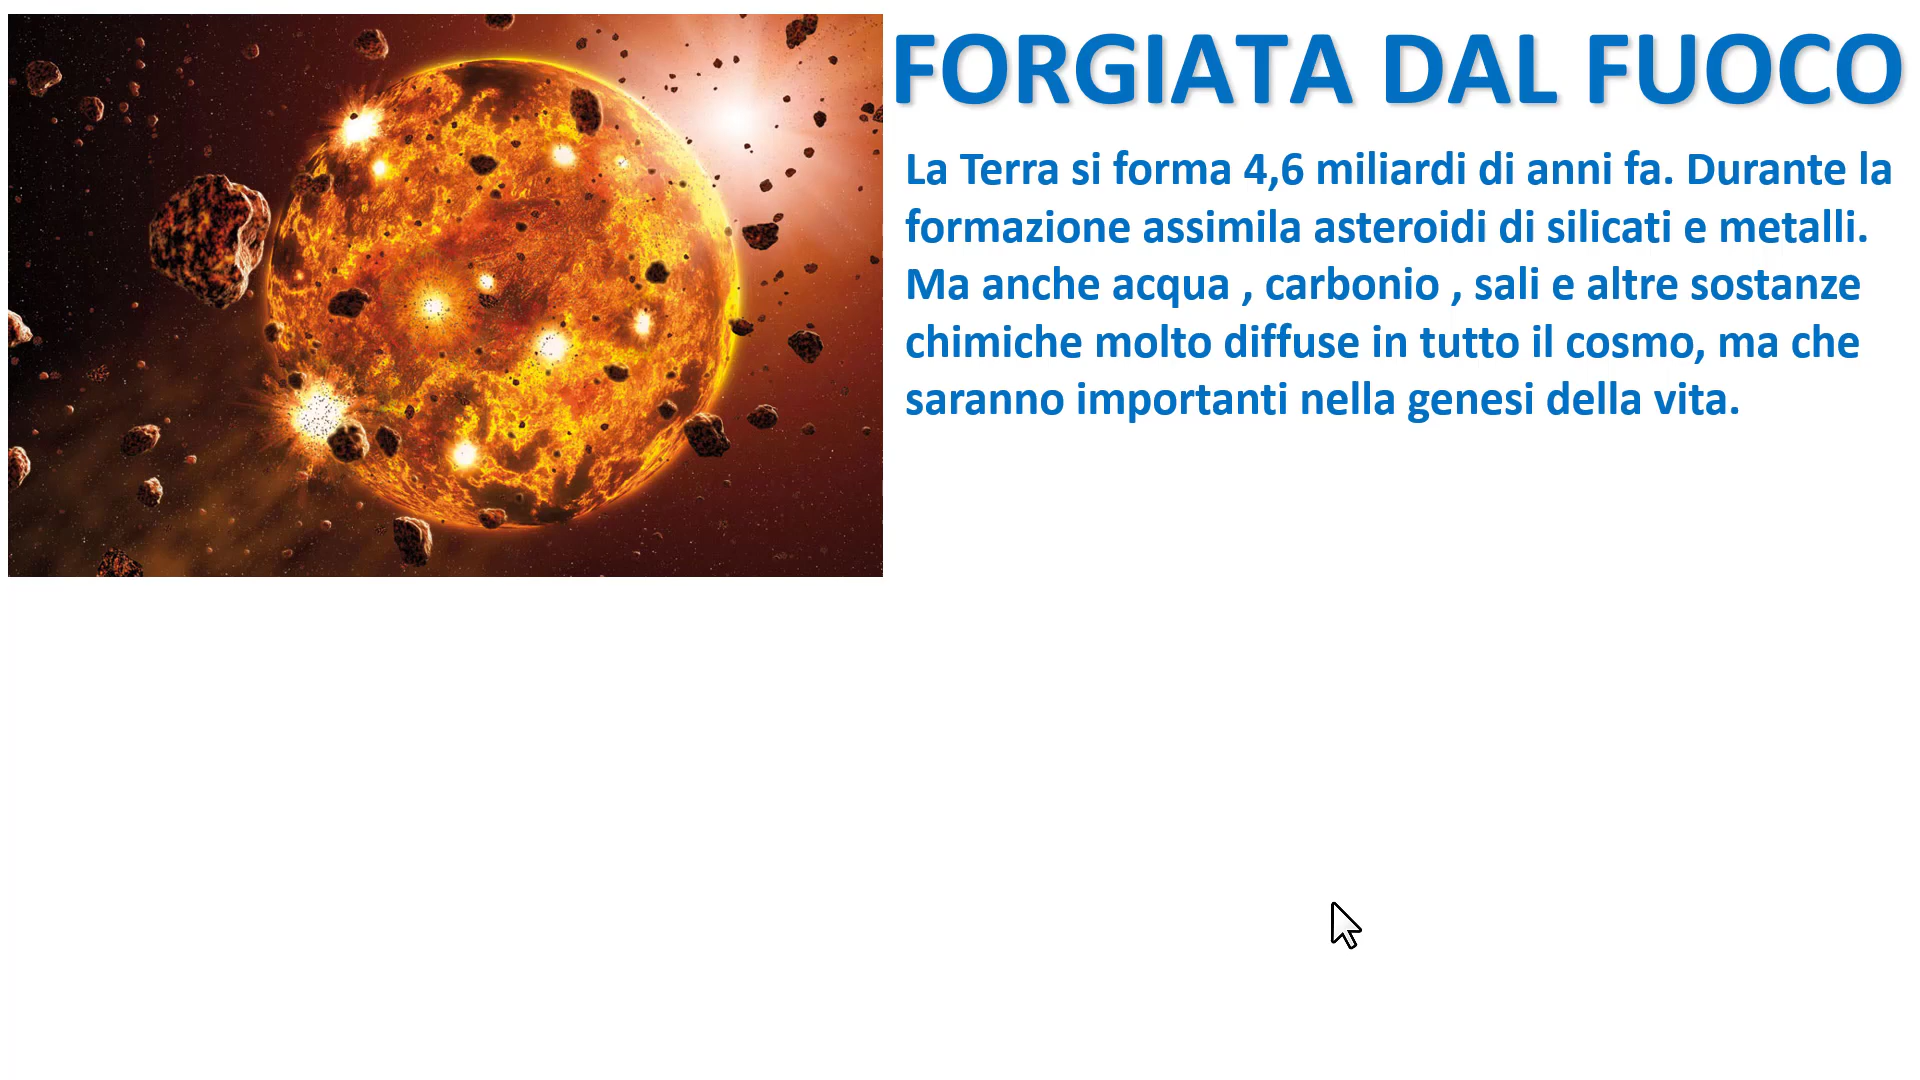 FORGIATA DAL FUOCO
La Terra si forma 4,6 miliardi di anni fa. Durante la
formazione assimila asteroidi di silicati e metalli.
Ma anche acqua , carbonio , sali e altre sostanze
chimiche molto diffuse in tutto il cosmo, ma che
saranno importanti nella genesi della vita.